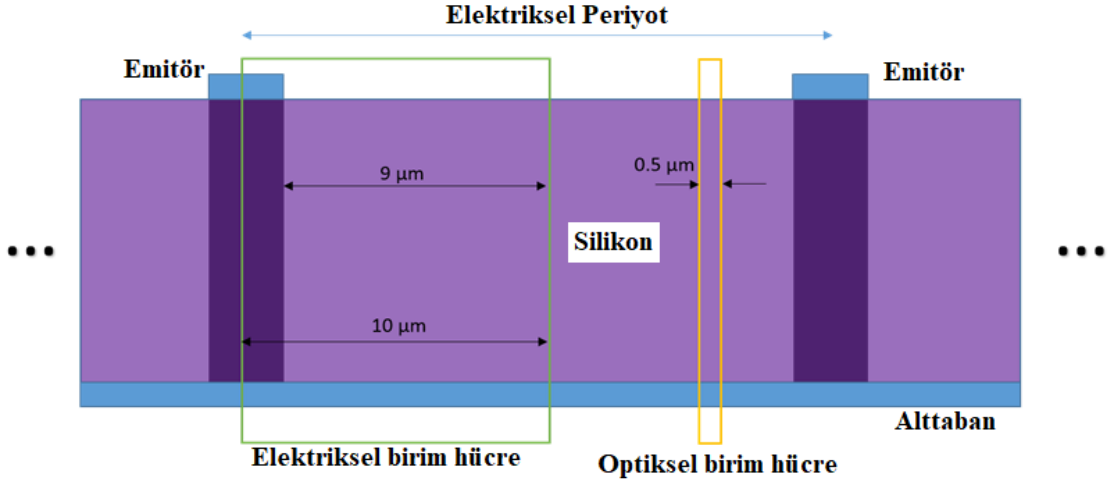 Elektriksel Periyot
Emitör
Emitör
9 µm
0.5 µm
Silikon
10 µm
Alttaban
Elektriksel birim hücre
Optiksel birim hücre